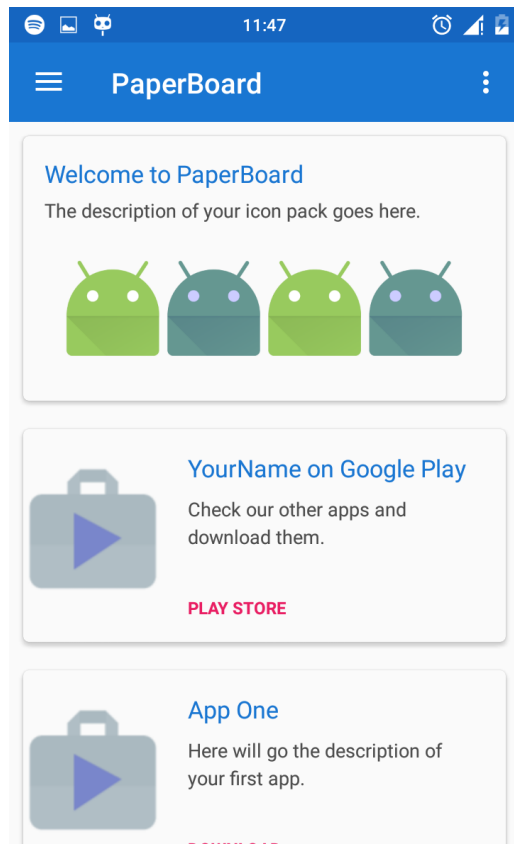 11:47
PaperBoard
Welcome to PaperBoard
The description of your icon pack goes here.
YourName on Google Play
Check our other apps and
download them.
PLAY STORE
App One
Here will go the description of
your first app.